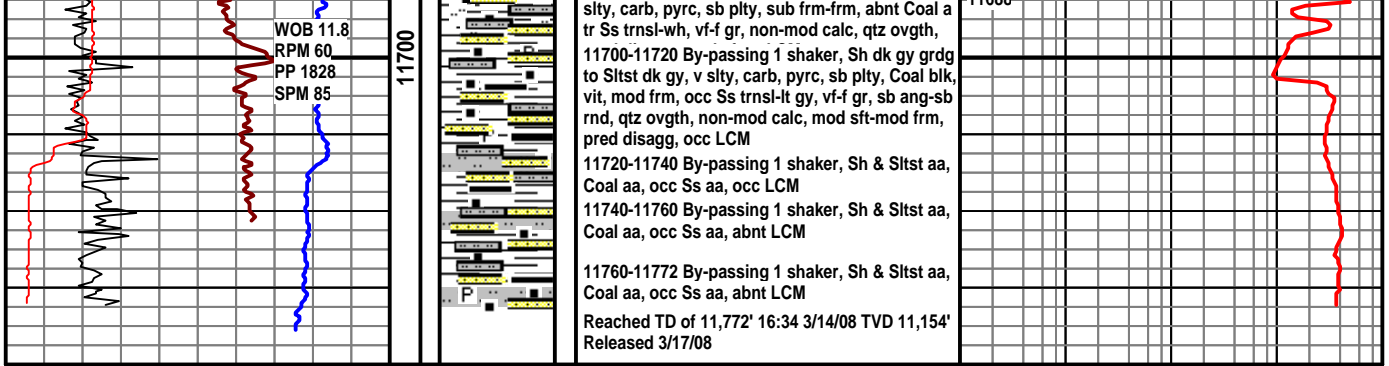 WOB 11.8
RPM 60
PP 1828
SPM 85
11700
slty, carb, pyrc, sb plty, sub frm-frm, abnt Coal a
tr Ss trnsl-wh, vf-f gr, non-mod calc, qtz ovgth,
11700-11720 By-passing 1 shaker, Sh dk gy grdg
to Sltst dk gy, v slty, carb, pyrc, sb plty, Coal blk,
vit, mod frm, occ Ss trnsl-lt gy, vf-f gr, sb ang-sb
rnd, qtz ovgth, non-mod calc, mod sft-mod frm,
pred disagg, occ LCM
11720-11740 By-passing 1 shaker, Sh & Sltst aa,
Coal aa, occ Ss aa, occ LCM
11740-11760 By-passing 1 shaker, Sh & Sltst aa,
Coal aa, occ Ss aa, abnt LCM
11760-11772 By-passing 1 shaker, Sh & Sltst aa,
Coal aa, occ Ss aa, abnt LCM
Reached TD of 11,772' 16:34 3/14/08 TVD 11,154'
Released 3/17/08
P